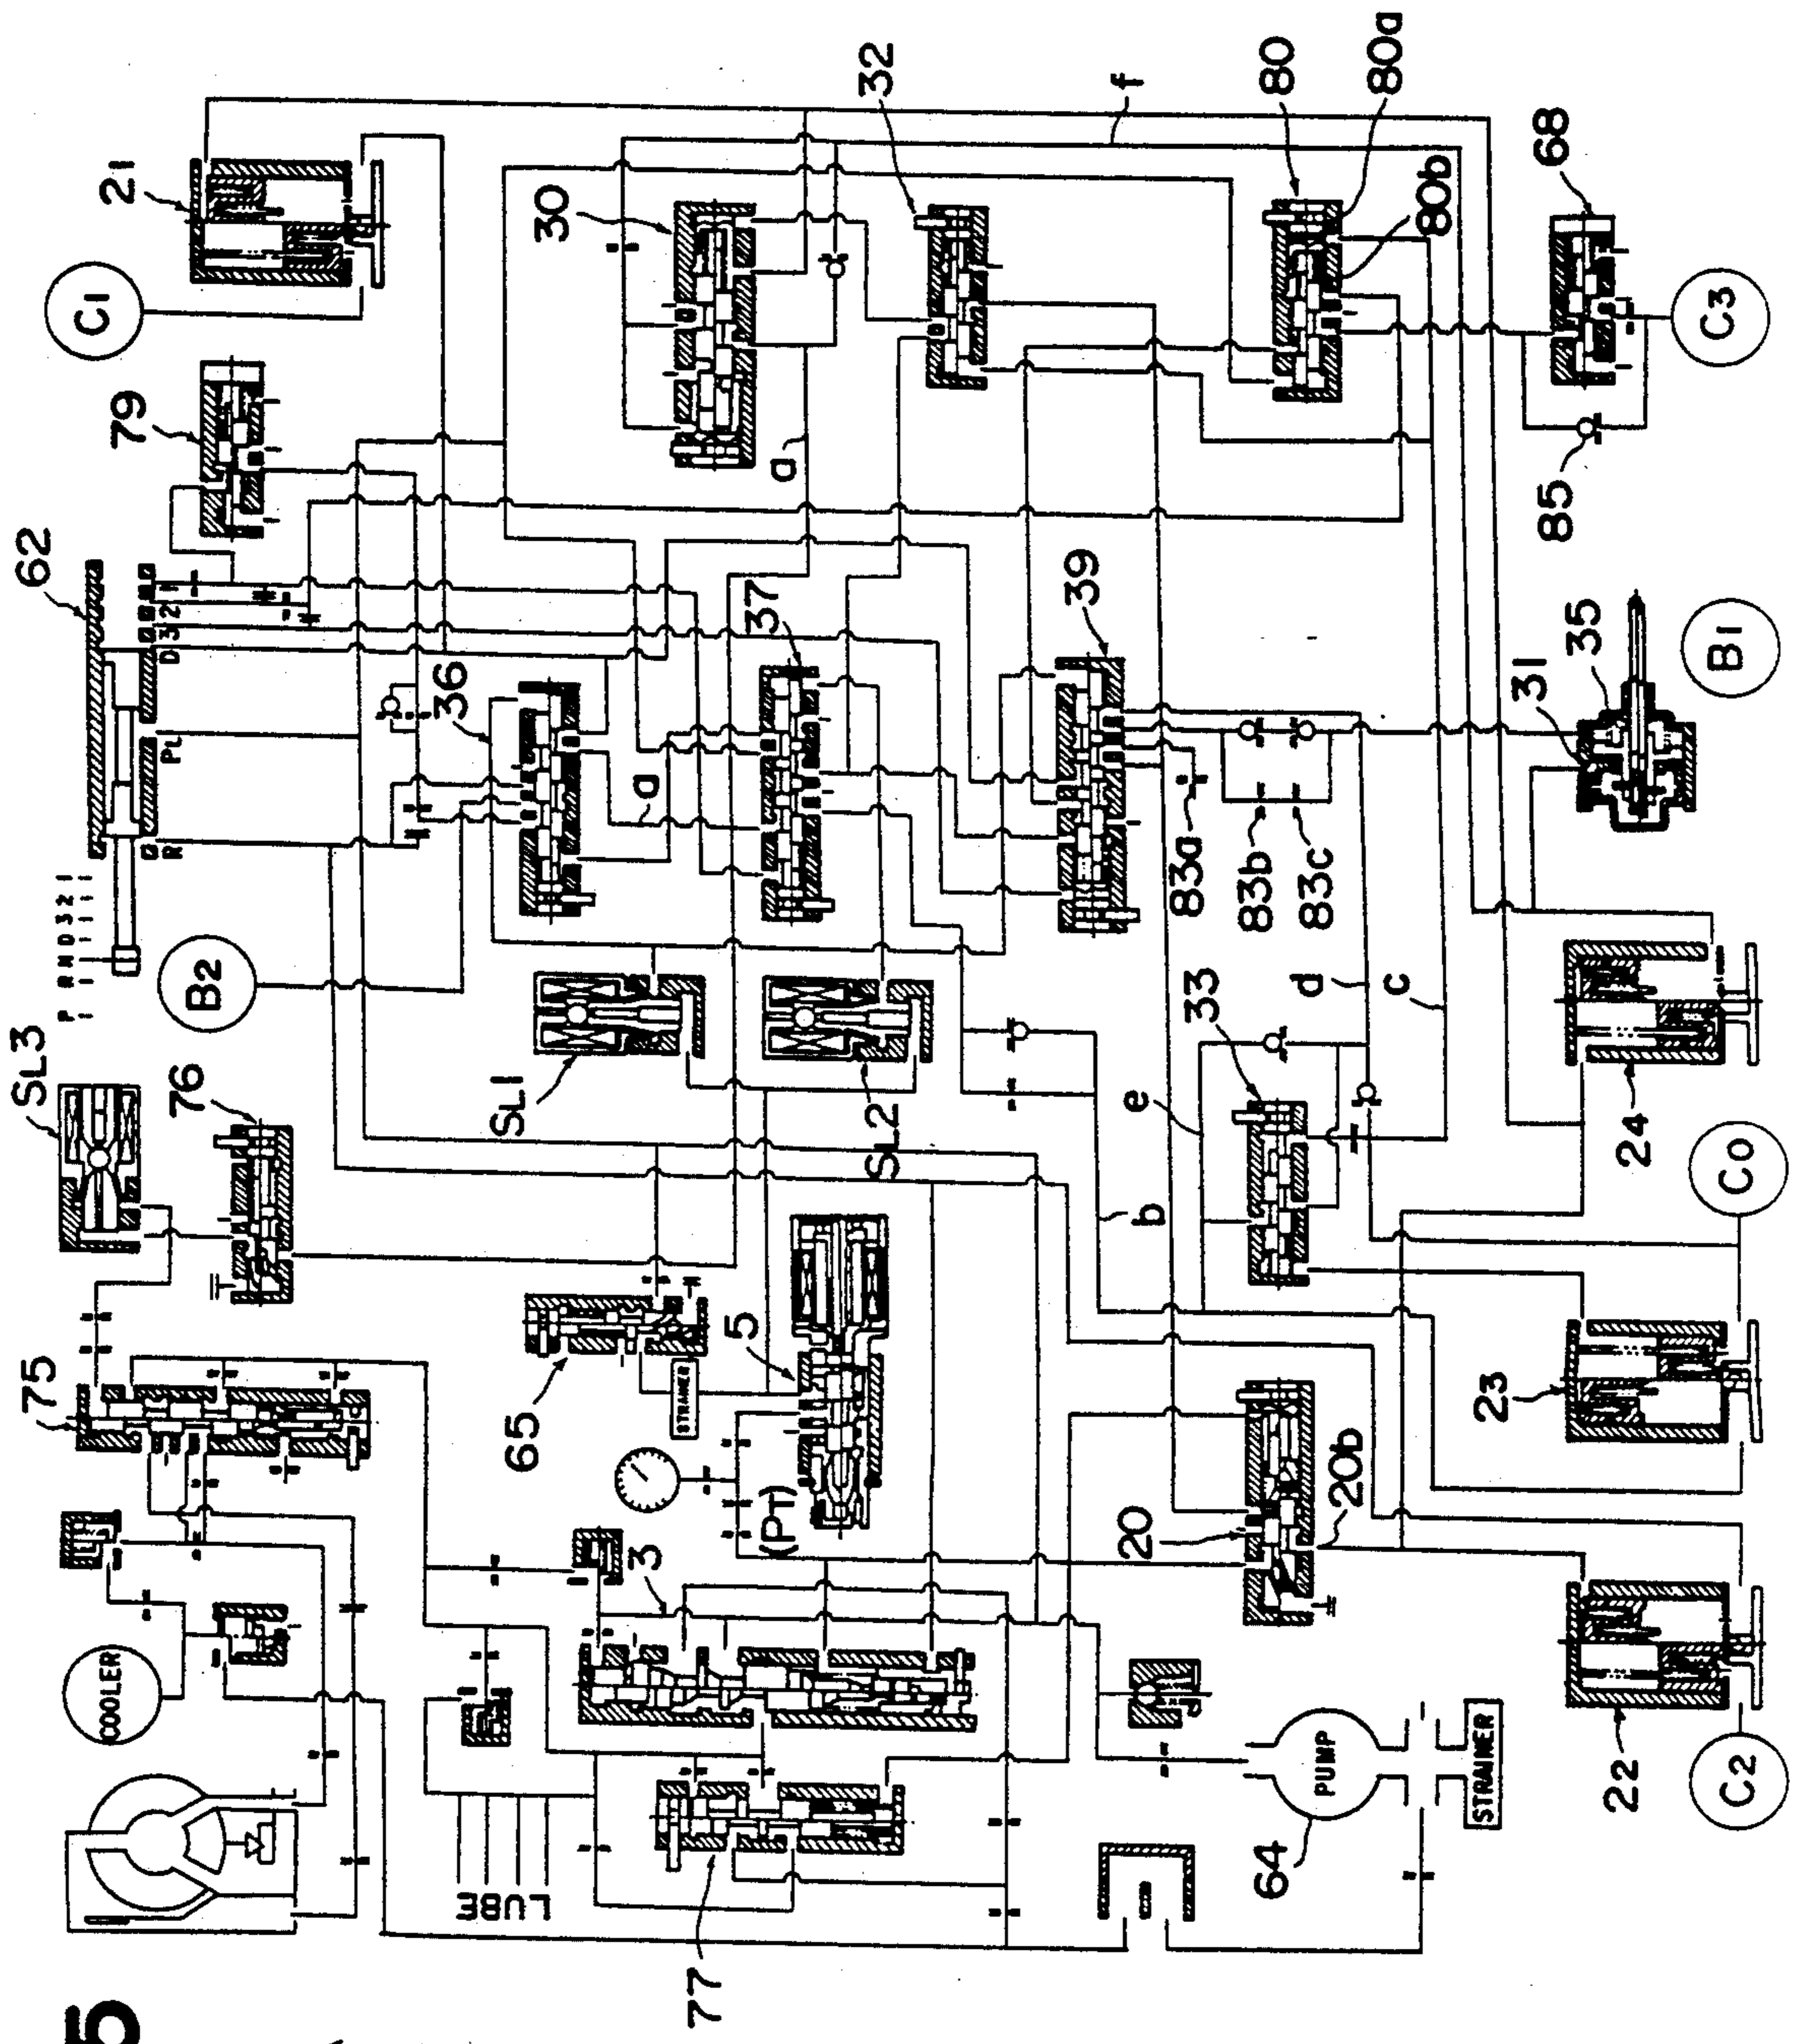 5
62
P R N D 3 2 1
R
PL
D
3
2
1
SL3
76
75
COOLER
B2
79
C1
21
36
a
37
30
a
32
f
80
80a
80b
68
C3
85
SL1
SL2
39
83a
83b
83c
31
35
B1
33
d
c
e
b
24
C0
23
65
STRAINER
5
(PT)
3
20
20b
22
C2
LUBE
77
64
PUMP
STRAINER